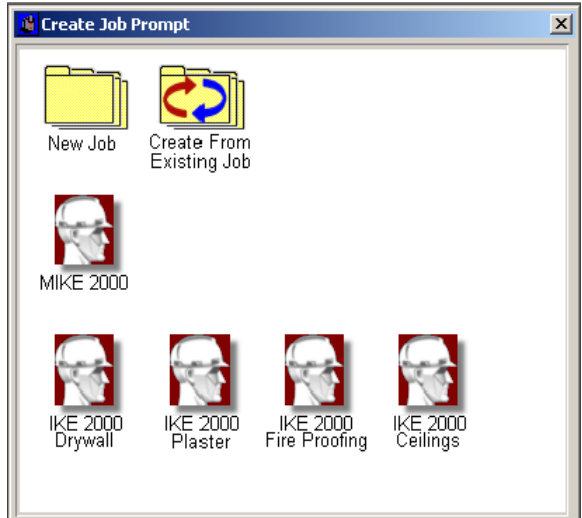 Create Job Prompt
New Job
Create From
Existing Job
MIKE 2000
IKE 2000
Drywall
IKE 2000
Plaster
IKE 2000
Fire Proofing
IKE 2000
Ceilings